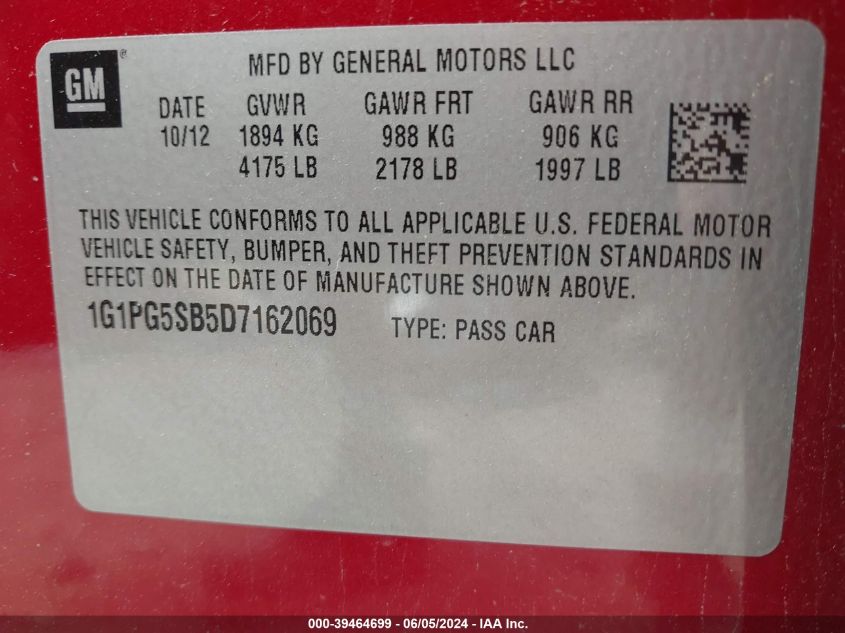 GM®
MFD BY GENERAL MOTORS LLC
DATE GVWR GAWR FRT GAWR RR
10/12 1894 KG 988 KG 906 KG
4175 LB 2178 LB 1997 LB
THIS VEHICLE CONFORMS TO ALL APPLICABLE U.S. FEDERAL MOTOR
VEHICLE SAFETY, BUMPER, AND THEFT PREVENTION STANDARDS IN
EFFECT ON THE DATE OF MANUFACTURE SHOWN ABOVE.
1G1PG5SB5D7162069 TYPE: PASS CAR
000-39464699 - 06/05/2024 - IAA Inc.